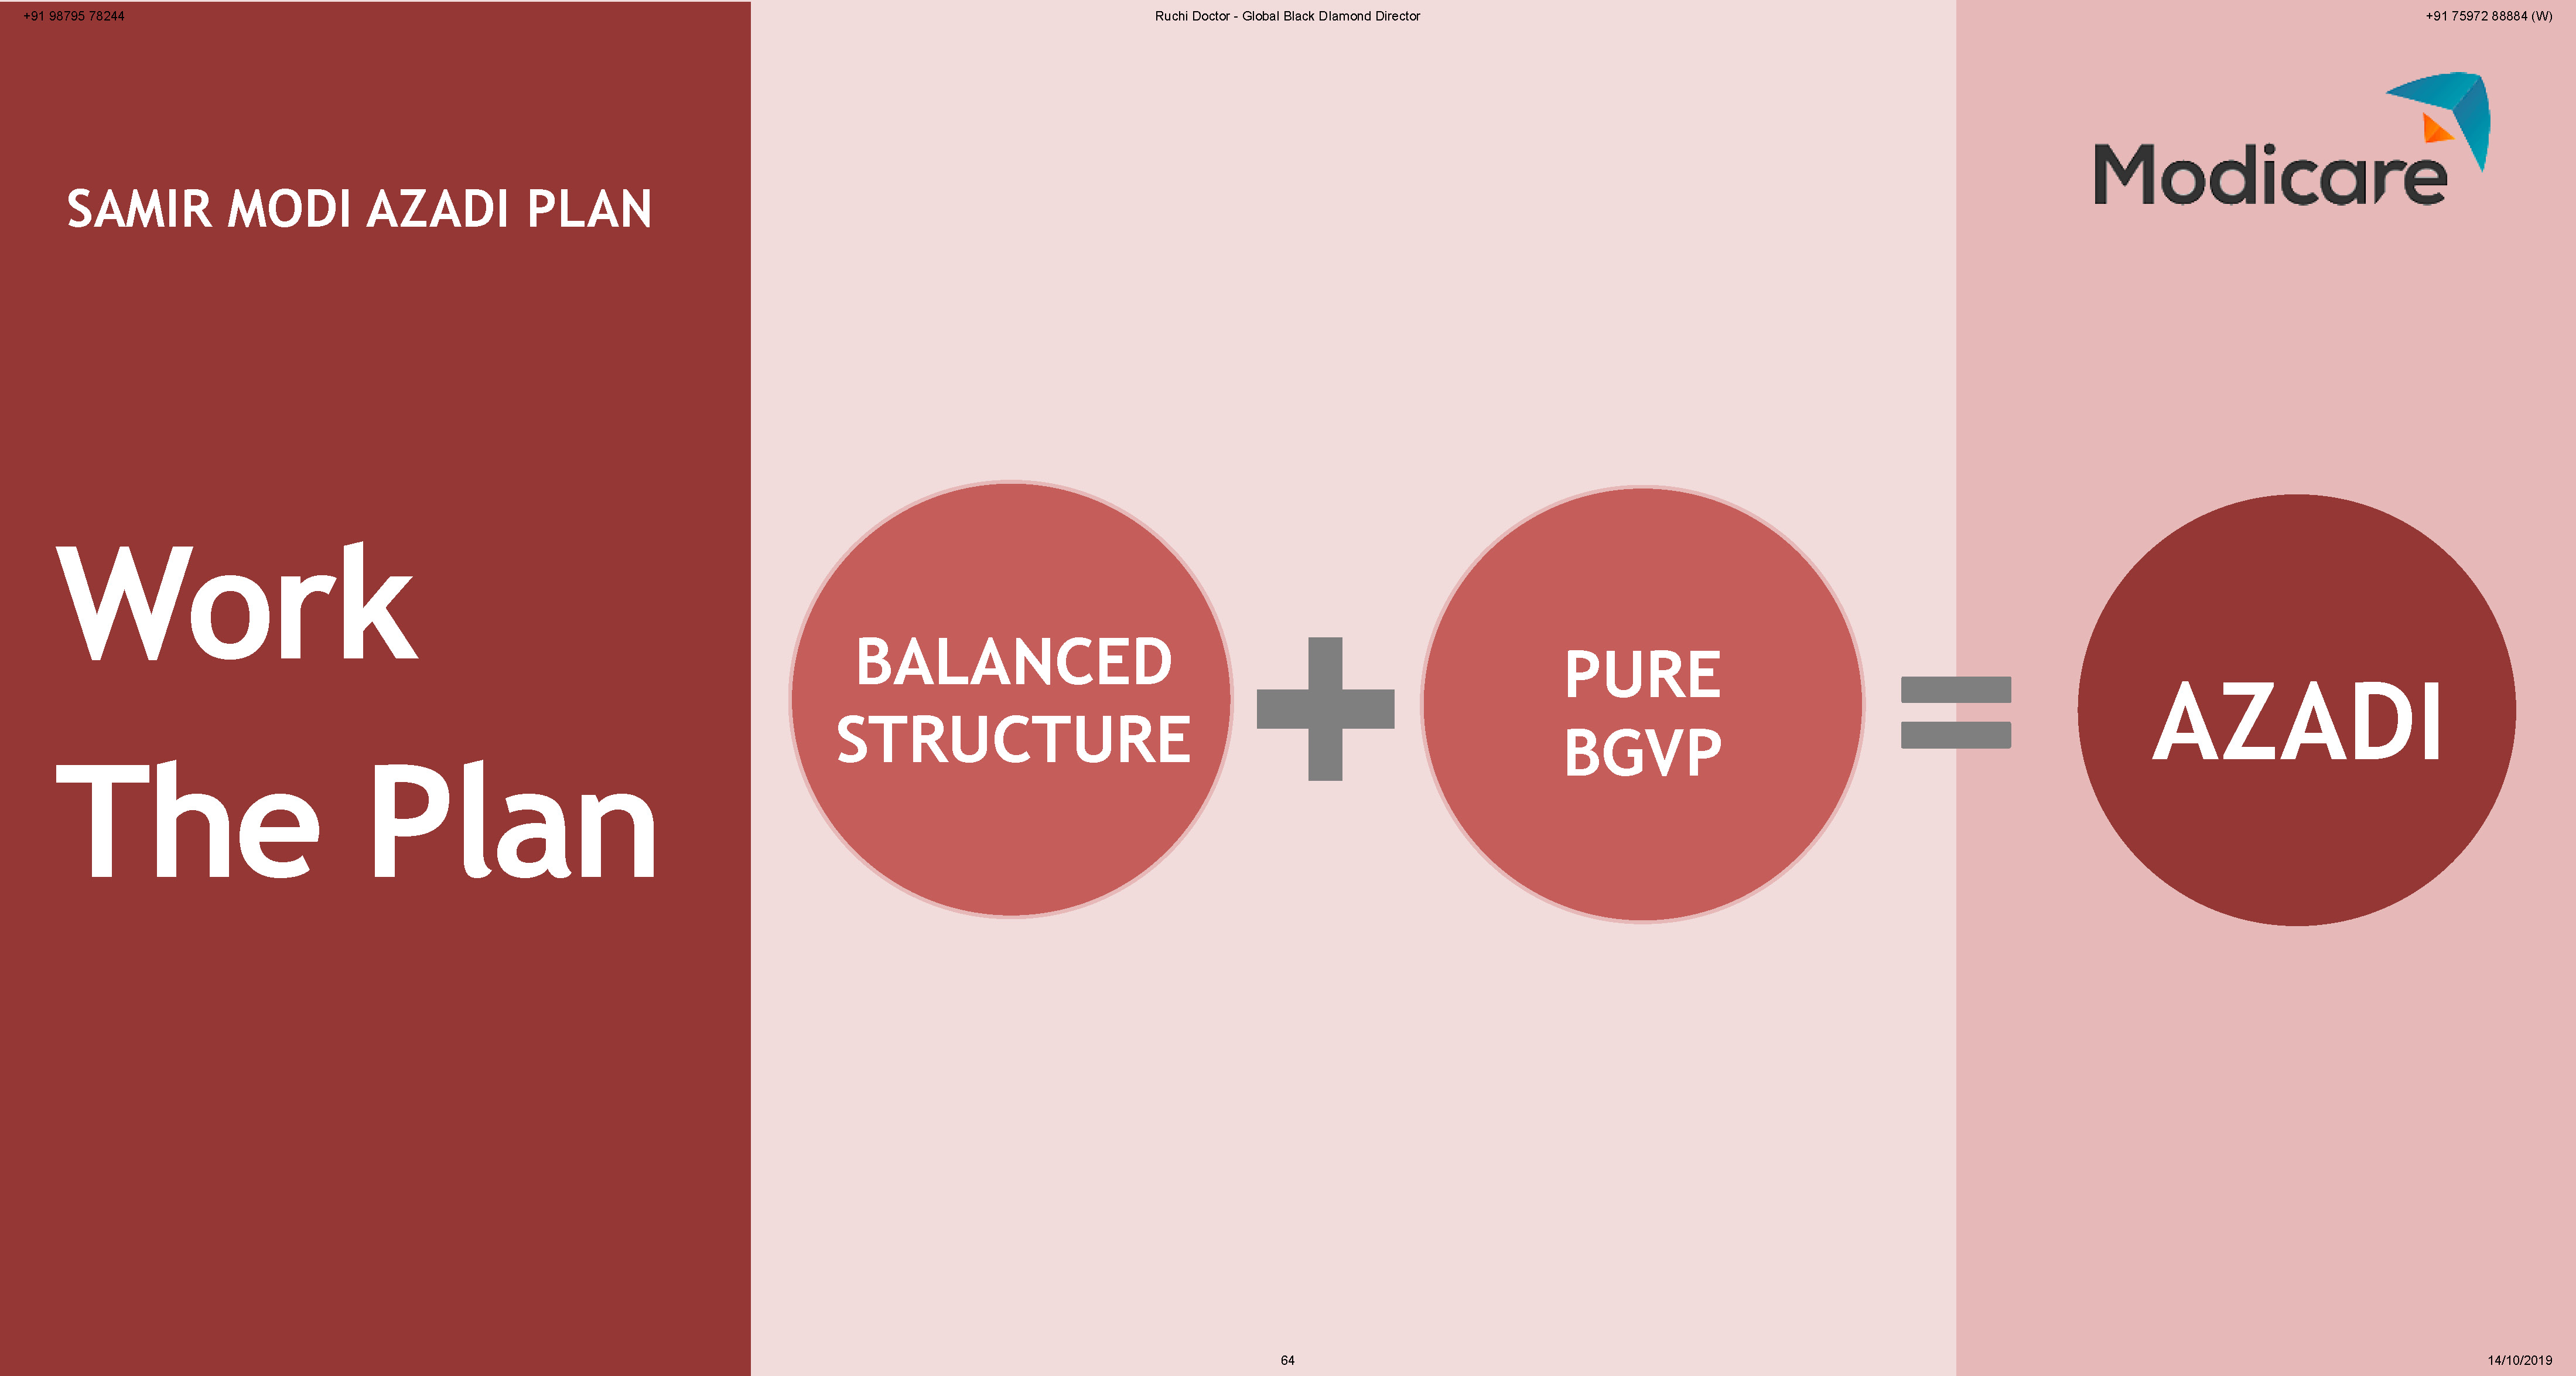 +91 98795 78244
Ruchi Doctor - Global Black DIamond Director
+91 75972 88884 (W)
SAMIR MODI AZADI PLAN
Modicare
Work
The Plan
BALANCED
STRUCTURE
PURE
BGVP
AZADI
64
14/10/2019